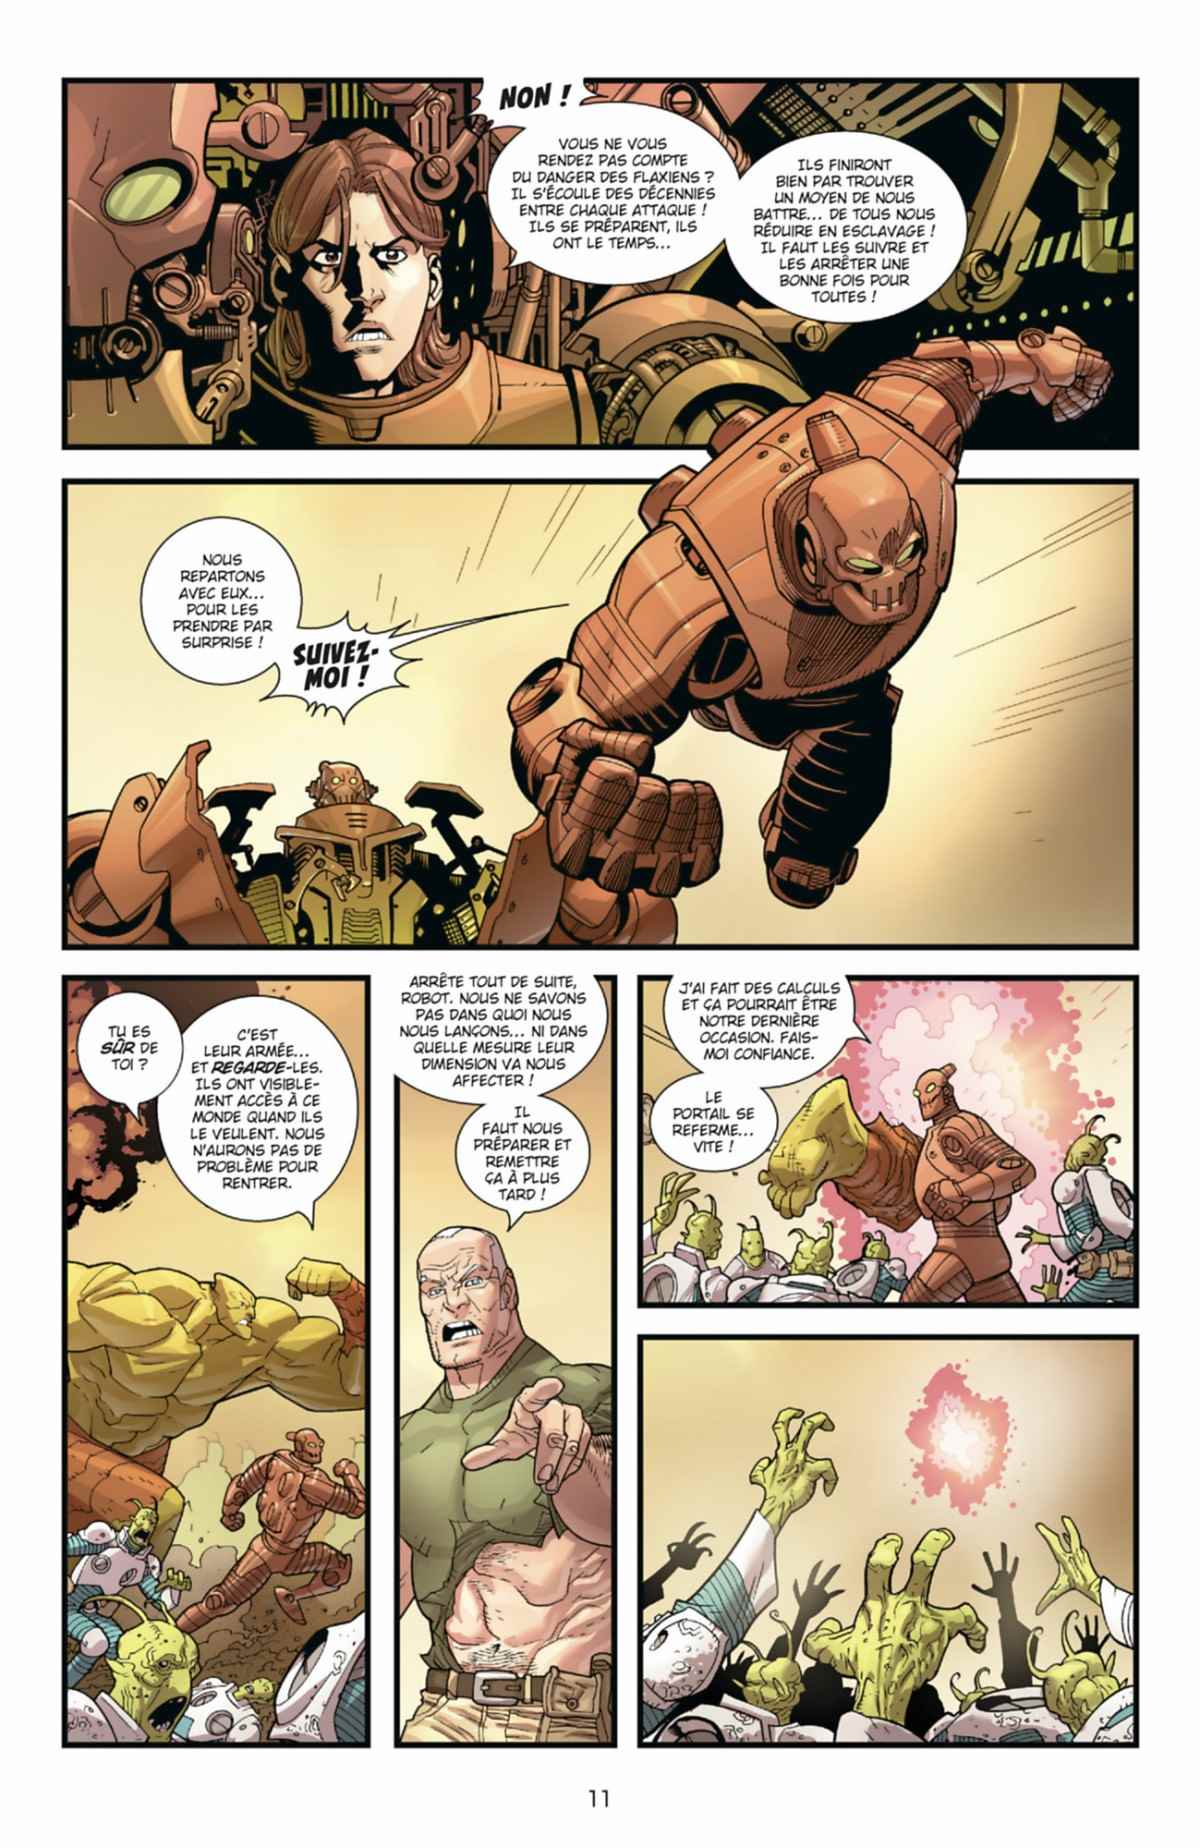 NON !
VOUS NE VOUS
RENDEZ PAS COMPTE
DU DANGER DES FLAXIENS ?
IL S'ÉCOULE DES DÉCENNIES
ENTRE CHAQUE ATTAQUE !
ILS SE PRÉPARENT, ILS
ONT LE TEMPS...
ILS FINIRONT
BIEN PAR TROUVER
UN MOYEN DE NOUS
BATTRE... DE TOUS NOUS
RÉDUIRE EN ESCLAVAGE !
IL FAUT LES SUIVRE ET
LES ARRÊTER UNE
BONNE FOIS POUR
TOUTES !
NOUS
REPARTONS
AVEC EUX...
POUR LES
PRENDRE PAR
SURPRISE !
SUIVEZ-
MOI !
TU ES
SÛR DE
TOI ?
C'EST
LEUR ARMÉE...
ET REGARDE-LES.
ILS ONT VISIBLE-
MENT ACCÈS À CE
MONDE QUAND ILS
LE VEULENT. NOUS
N'AURONS PAS DE
PROBLÈME POUR
RENTRER.
ARRÊTE TOUT DE SUITE,
ROBOT. NOUS NE SAVONS
PAS DANS QUOI NOUS
NOUS LANÇONS... NI DANS
QUELLE MESURE LEUR
DIMENSION VA NOUS
AFFECTER !
IL
FAUT NOUS
PRÉPARER ET
REMETTRE
ÇA À PLUS
TARD !
J'AI FAIT DES CALCULS
ET ÇA POURRAIT ÊTRE
NOTRE DERNIÈRE
OCCASION. FAIS-
MOI CONFIANCE.
LE
PORTAIL SE
REFERME...
VITE !
11